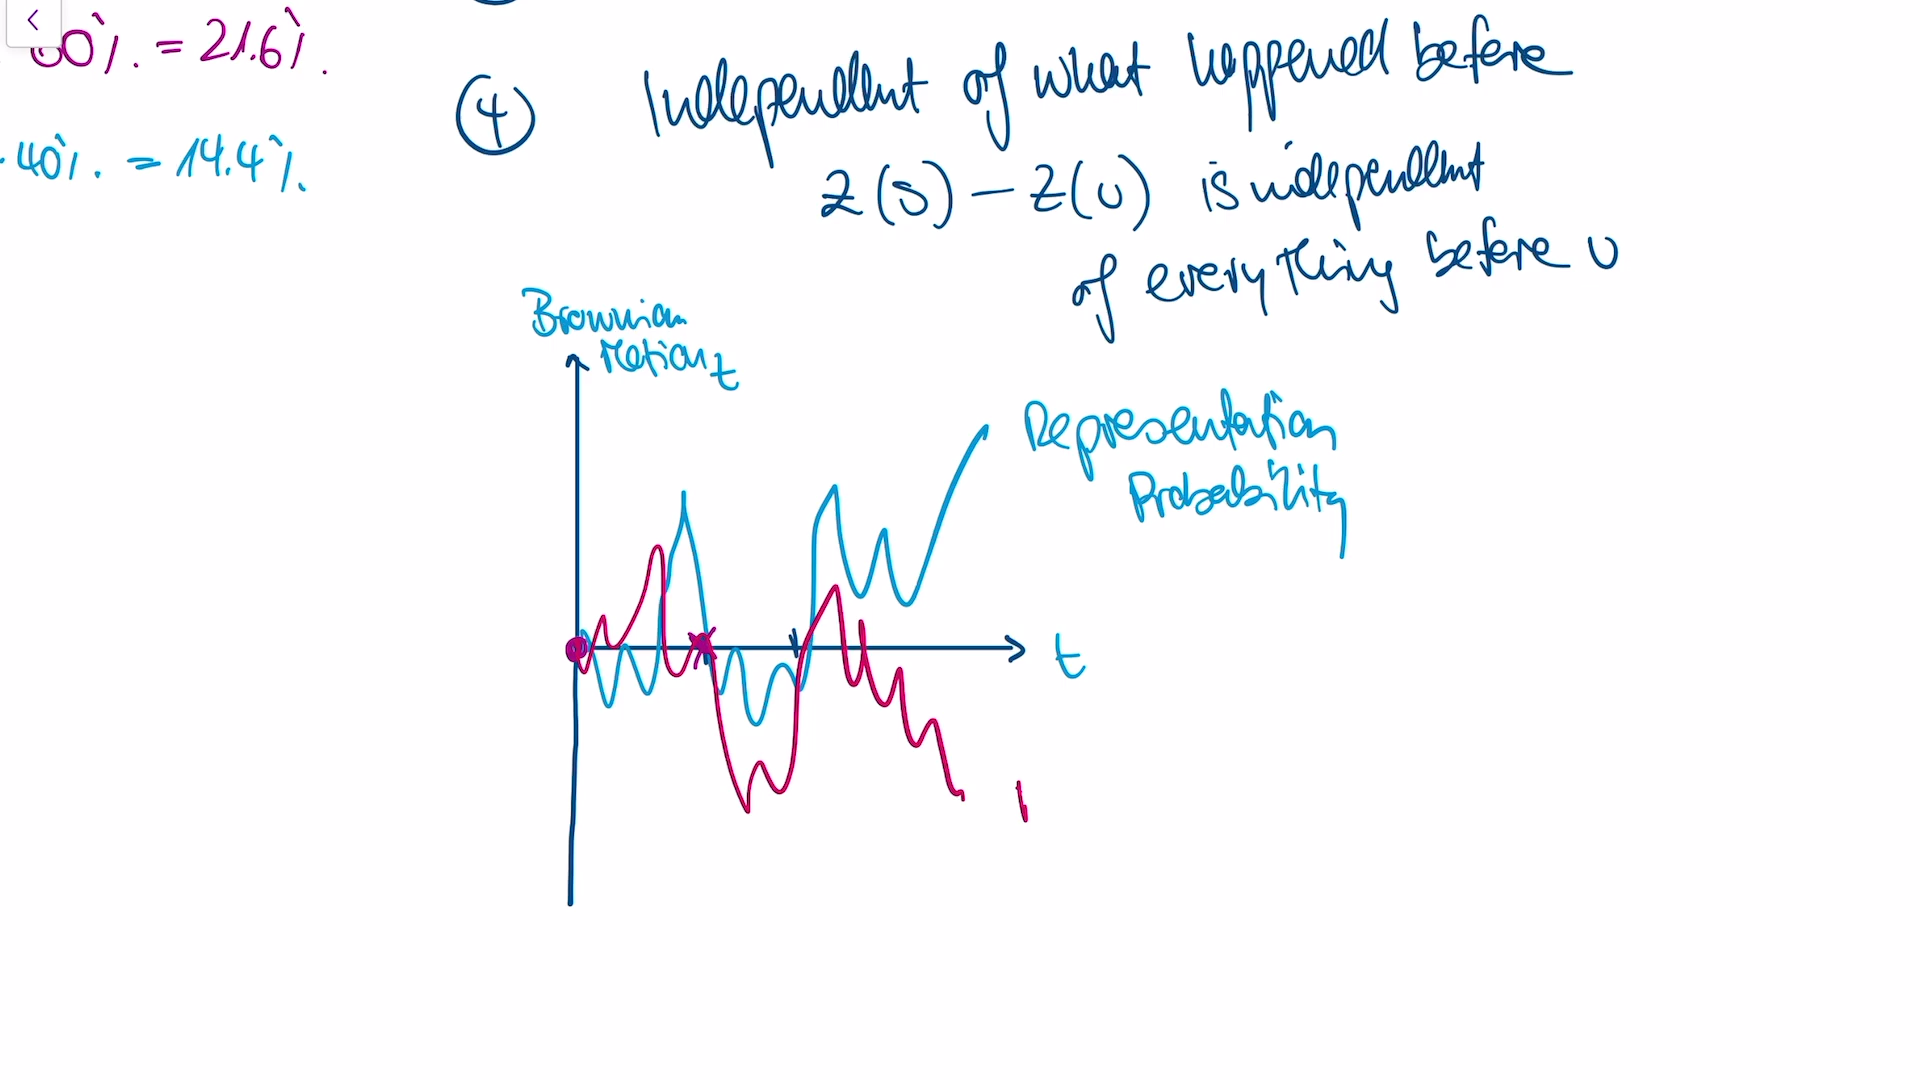 60%. = 21.6%.
.40%. = 14.4%.
4 Independent of what happened before
Z(s) - Z(u) is independent
of everything before u
Brownian
Motion t
Representation
Probability
t